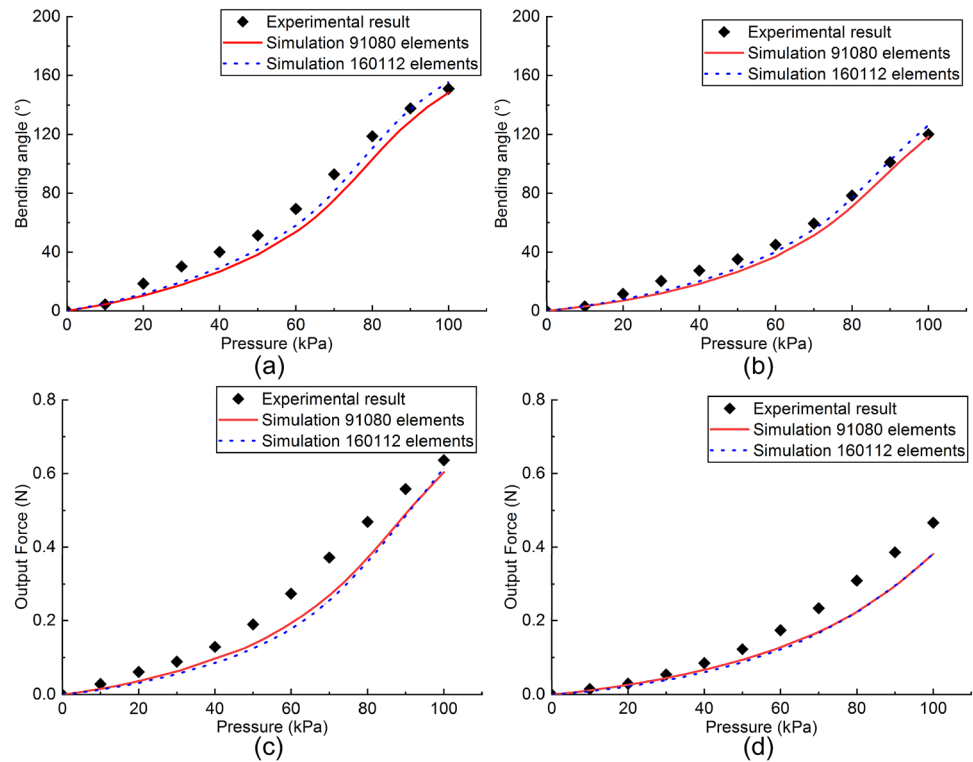 Experimental result
Simulation 91080 elements
Simulation 160112 elements
200
160
120
80
40
0
Bending angle (°)
0 20 40 60 80 100
Pressure (kPa)
(a)
Experimental result
Simulation 91080 elements
Simulation 160112 elements
200
160
120
80
40
0
Bending angle (°)
0 20 40 60 80 100
Pressure (kPa)
(b)
Experimental result
Simulation 91080 elements
Simulation 160112 elements
0.8
0.6
0.4
0.2
0.0
Output Force (N)
0 20 40 60 80 100
Pressure (kPa)
(c)
Experimental result
Simulation 91080 elements
Simulation 160112 elements
0.8
0.6
0.4
0.2
0.0
Output Force (N)
0 20 40 60 80 100
Pressure (kPa)
(d)